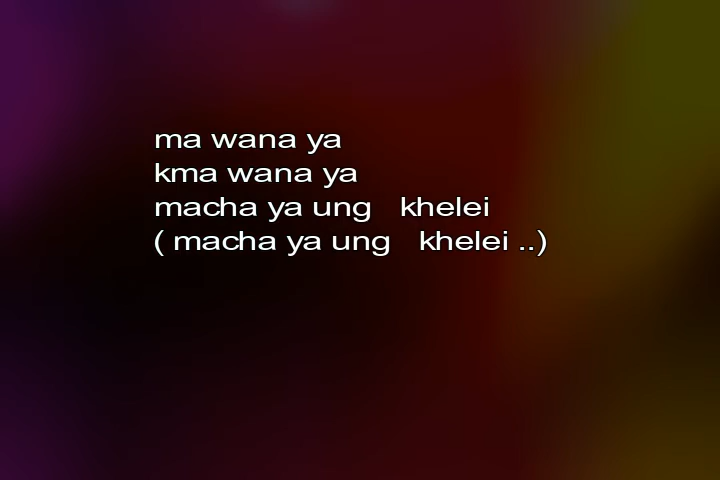 ma wana ya
kma wana ya
macha ya ung khelei
( macha ya ung khelei ..)